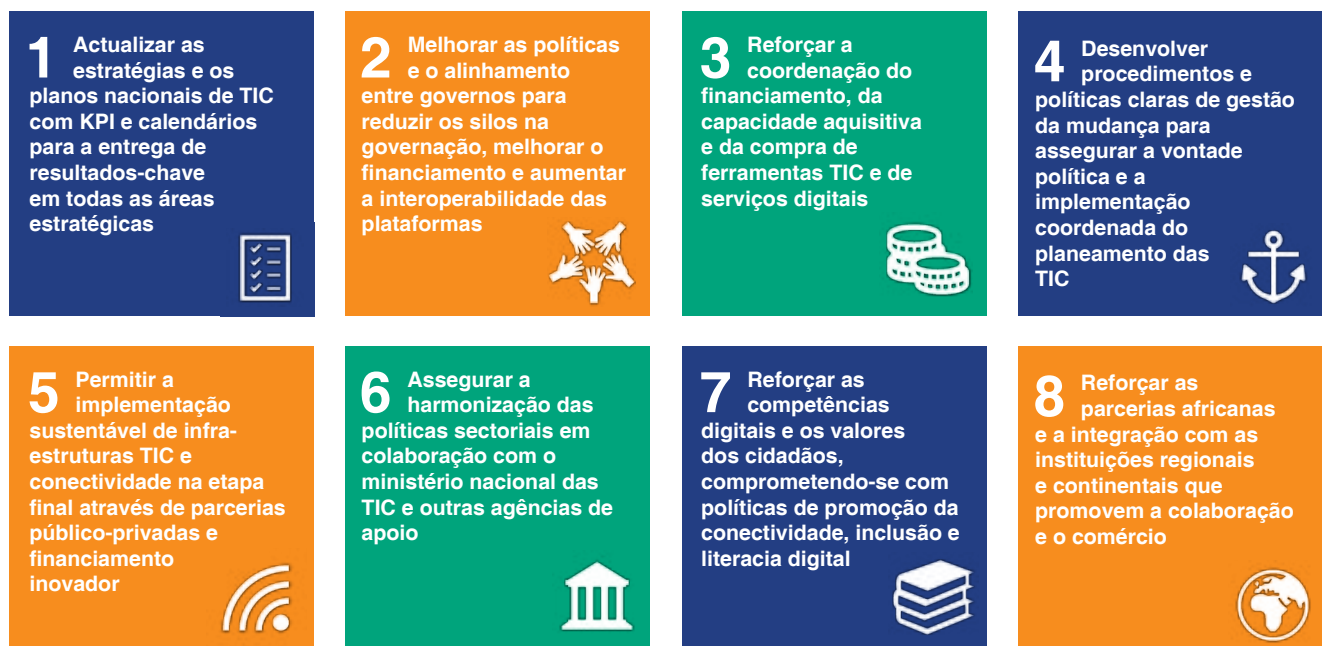 1 Actualizar as
estratégias e os
planos nacionais de TIC
com KPI e calendários
para a entrega de
resultados-chave
em todas as áreas
estratégicas
2 Melhorar as políticas
e o alinhamento
entre governos para
reduzir os silos na
governação, melhorar o
financiamento e aumentar
a interoperabilidade das
plataformas
3 Reforçar a
coordenação do
financiamento, da
capacidade aquisitiva
e da compra de
ferramentas TIC e de
serviços digitais
4 Desenvolver
procedimentos e
políticas claras de gestão
da mudança para
assegurar a vontade
política e a
implementação
coordenada do
planeamento das
TIC
5 Permitir a
implementação
sustentável de infra-
estruturas TIC e
conectividade na etapa
final através de parcerias
público-privadas e
financiamento
inovador
6 Assegurar a
harmonização das
políticas sectoriais em
colaboração com o
ministério nacional das
TIC e outras agências de
apoio
7 Reforçar as
competências
digitais e os valores
dos cidadãos,
comprometendo-se com
políticas de promoção da
conectividade, inclusão e
literacia digital
8 Reforçar as
parcerias africanas
e a integração com as
instituições regionais
e continentais que
promovem a colaboração
e o comércio